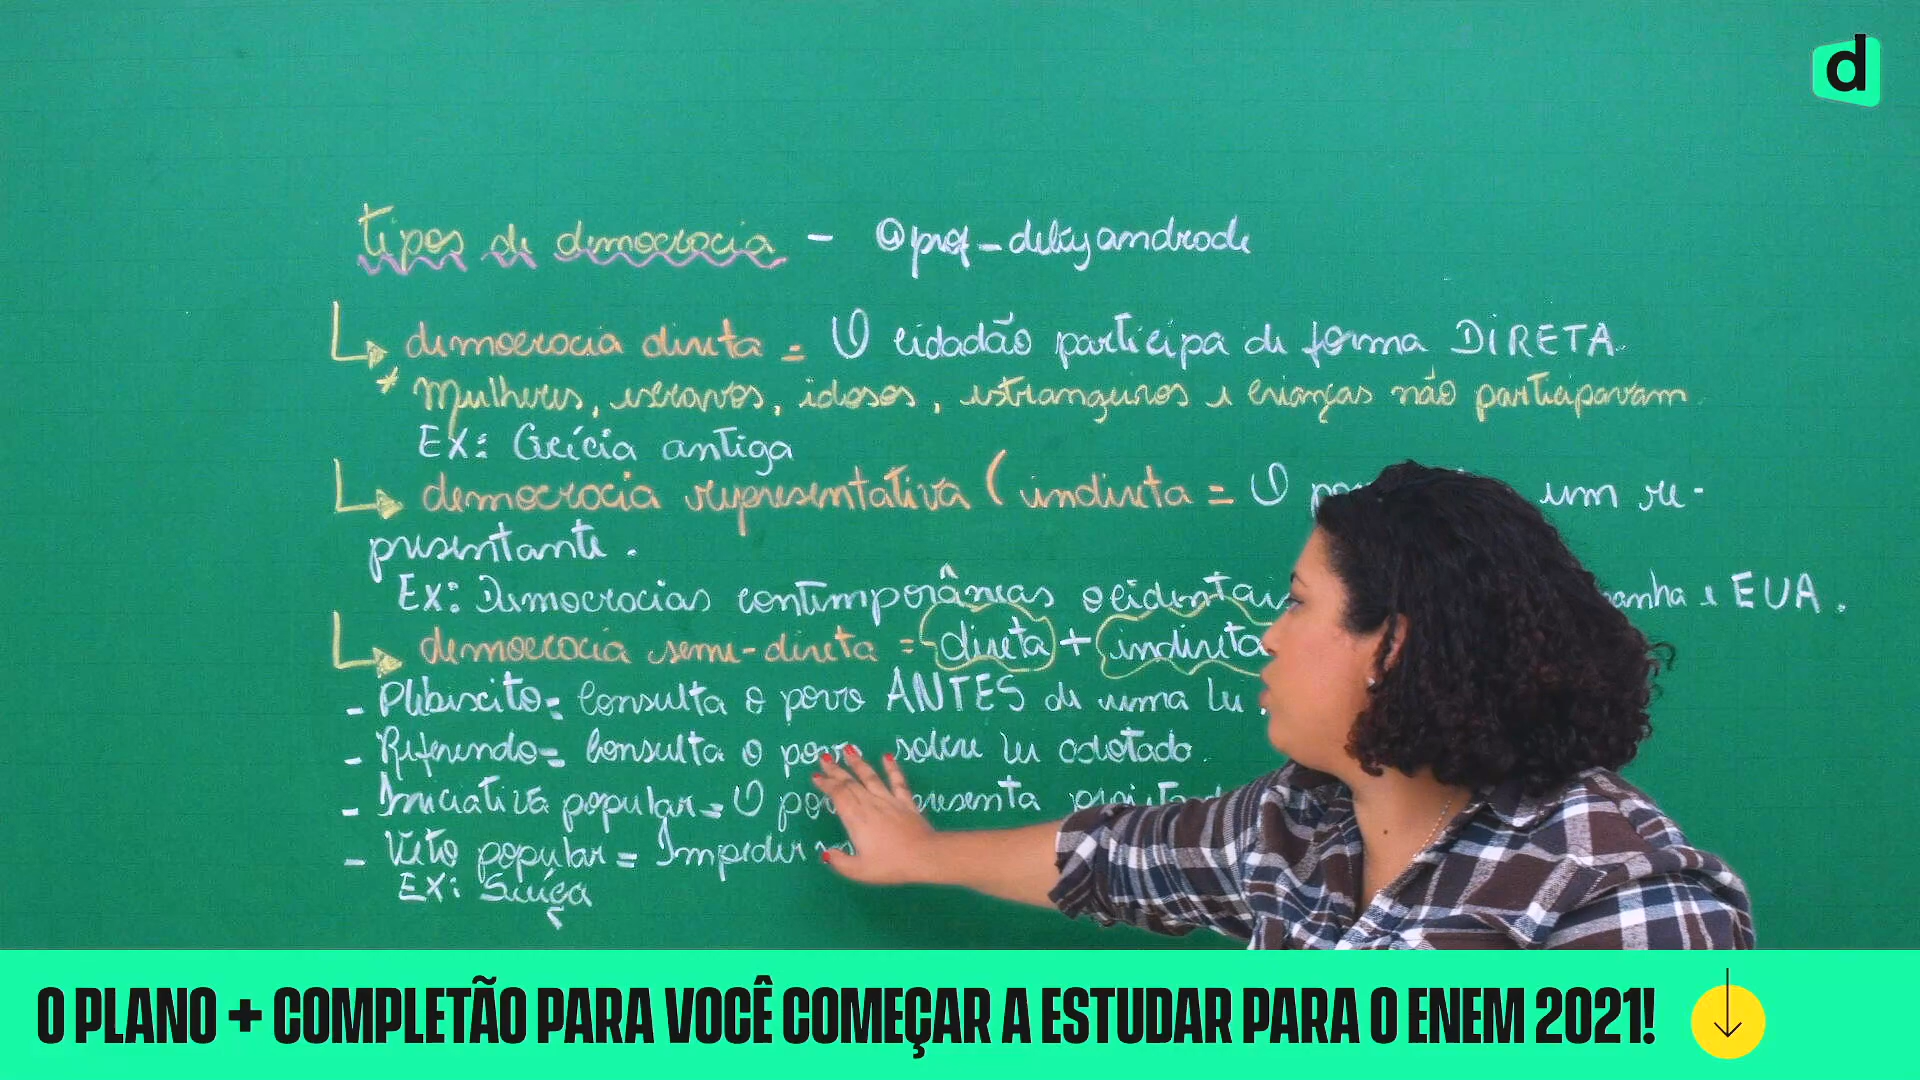 d
tipos de democracia - @prof_debyandrade
democracia direta = O cidadão participa de forma DIRETA.
* Mulheres, escravos, idosos, estrangeiros e crianças não participavam.
EX: Grécia antiga
democracia representativa (indireta = O um re-
presentante.
Ex: Democracias contemporâneas ocidentais e EUA.
democracia semi-direta = direta + indireta
- Plebiscito = Consulta o povo ANTES de uma lei.
- Referendo = Consulta o povo sobre lei adotada.
- Iniciativa popular = O
- Veto popular = Impedir
EX: Suíça
O PLANO + COMPLETÃO PARA VOCÊ COMEÇAR A ESTUDAR PARA O ENEM 2021!